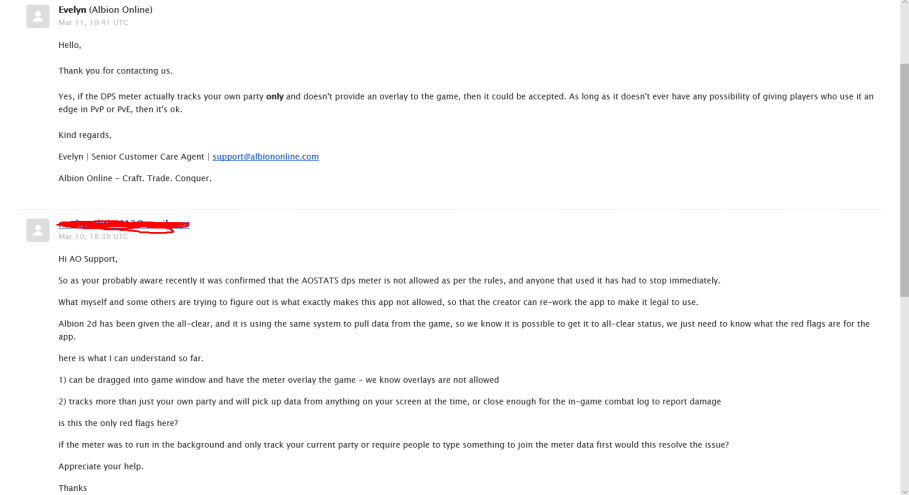 Evelyn (Albion Online)
Mar 11, 10:41 UTC
Hello,
Thank you for contacting us.
Yes, if the DPS meter actually tracks your own party only and doesn't provide an overlay to the game, then it could be accepted. As long as it doesn't ever have any possibility of giving players who use it an
edge in PvP or PvE, then it's ok.
Kind regards,
Evelyn | Senior Customer Care Agent | support@albiononline.com
Albion Online - Craft. Trade. Conquer.
Mar 10, 18:39 UTC
Hi AO Support,
So as your probably aware recently it was confirmed that the AOSTATS dps meter is not allowed as per the rules, and anyone that used it has had to stop immediately.
What myself and some others are trying to figure out is what exactly makes this app not allowed, so that the creator can re-work the app to make it legal to use.
Albion 2d has been given the all-clear, and it is using the same system to pull data from the game, so we know it is possible to get it to all-clear status, we just need to know what the red flags are for the
app.
here is what I can understand so far.
1) can be dragged into game window and have the meter overlay the game - we know overlays are not allowed
2) tracks more than just your own party and will pick up data from anything on your screen at the time, or close enough for the in-game combat log to report damage
is this the only red flags here?
if the meter was to run in the background and only track your current party or require people to type something to join the meter data first would this resolve the issue?
Appreciate your help.
Thanks